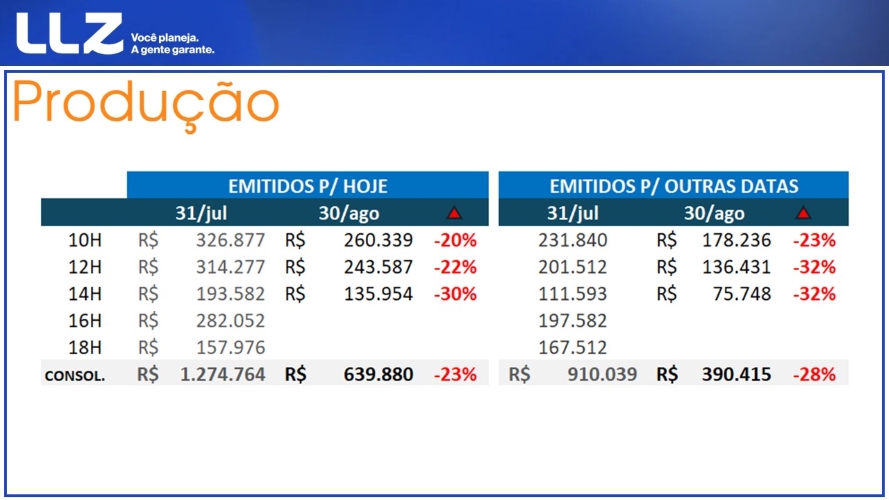 LLZ Você planeja.
A gente garante.
Produção
EMITIDOS P/ HOJE EMITIDOS P/ OUTRAS DATAS
31/jul 30/ago 31/jul 30/ago
10H R$ 326.877 R$ 260.339 -20% 231.840 R$ 178.236 -23%
12H R$ 314.277 R$ 243.587 -22% 201.512 R$ 136.431 -32%
14H R$ 193.582 R$ 135.954 -30% 111.593 R$ 75.748 -32%
16H R$ 282.052 197.582
18H R$ 157.976 167.512
CONSOL. R$ 1.274.764 R$ 639.880 -23% R$ 910.039 R$ 390.415 -28%